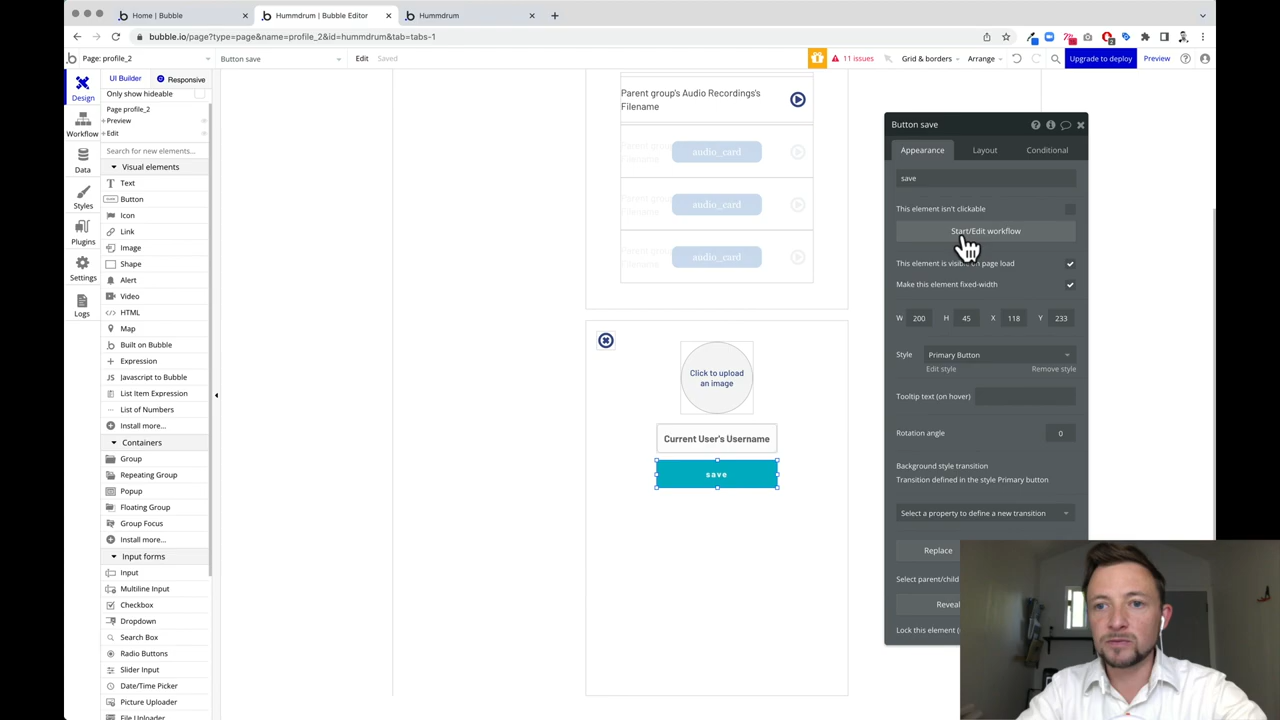 Home | Bubble
Hummdrum | Bubble Editor
Hummdrum
bubble.io/page?type=page&name=profile_2&id=hummdrum&tab=tabs-1
Page: profile_2
Button save
Edit
Saved
11 issues
Grid & borders
Arrange
Upgrade to deploy
Preview
Design
Workflow
Data
Styles
Plugins
Settings
Logs
UI Builder
Responsive
Only show hideable
Page profile_2
Preview
Edit
Search for new elements...
Visual elements
Text
Button
Icon
Link
Image
Shape
Alert
Video
HTML
Map
Built on Bubble
Expression
Javascript to Bubble
List Item Expression
List of Numbers
Install more...
Containers
Group
Repeating Group
Popup
Floating Group
Group Focus
Install more...
Input forms
Input
Multiline Input
Checkbox
Dropdown
Search Box
Radio Buttons
Slider Input
Date/Time Picker
Picture Uploader
File Uploader
Parent group's Audio Recordings's
Filename
audio_card
audio_card
audio_card
Click to upload
an image
Current User's Username
save
Button save
Appearance
Layout
Conditional
save
This element isn't clickable
Start/Edit workflow
This element is visible on page load
Make this element fixed-width
W 200 H 45 X 118 Y 233
Style Primary Button
Edit style Remove style
Tooltip text (on hover)
Rotation angle 0
Background style transition
Transition defined in the style Primary button
Select a property to define a new transition
Replace
Select parent/child
Reveal
Lock this element (